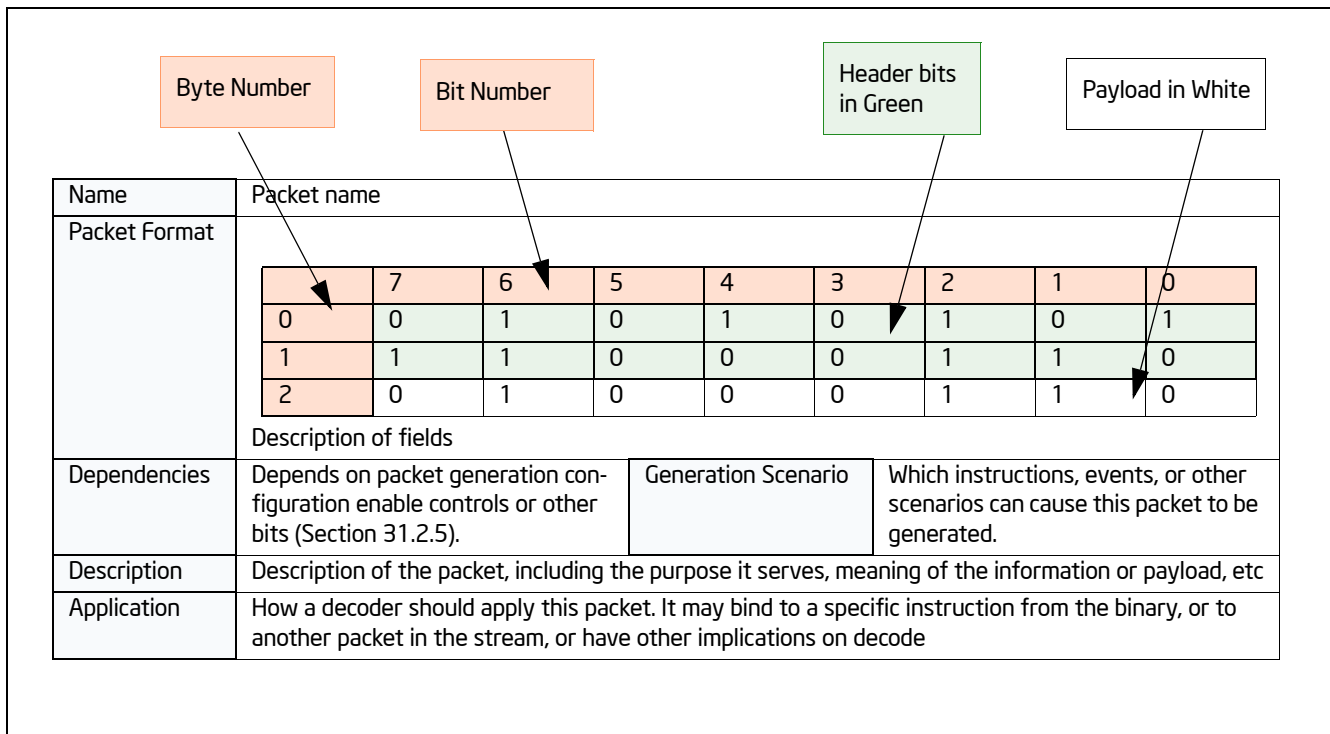 Byte Number
Bit Number
Header bits
in Green
Payload in White
Name
Packet name
Packet Format
7 6 5 4 3 2 1 0
0 0 1 0 1 0 1 0 1
1 1 1 0 0 0 1 1 0
2 0 1 0 0 0 1 1 0
Description of fields
Dependencies
Depends on packet generation con-
figuration enable controls or other
bits (Section 31.2.5).
Generation Scenario
Which instructions, events, or other
scenarios can cause this packet to be
generated.
Description
Description of the packet, including the purpose it serves, meaning of the information or payload, etc
Application
How a decoder should apply this packet. It may bind to a specific instruction from the binary, or to
another packet in the stream, or have other implications on decode